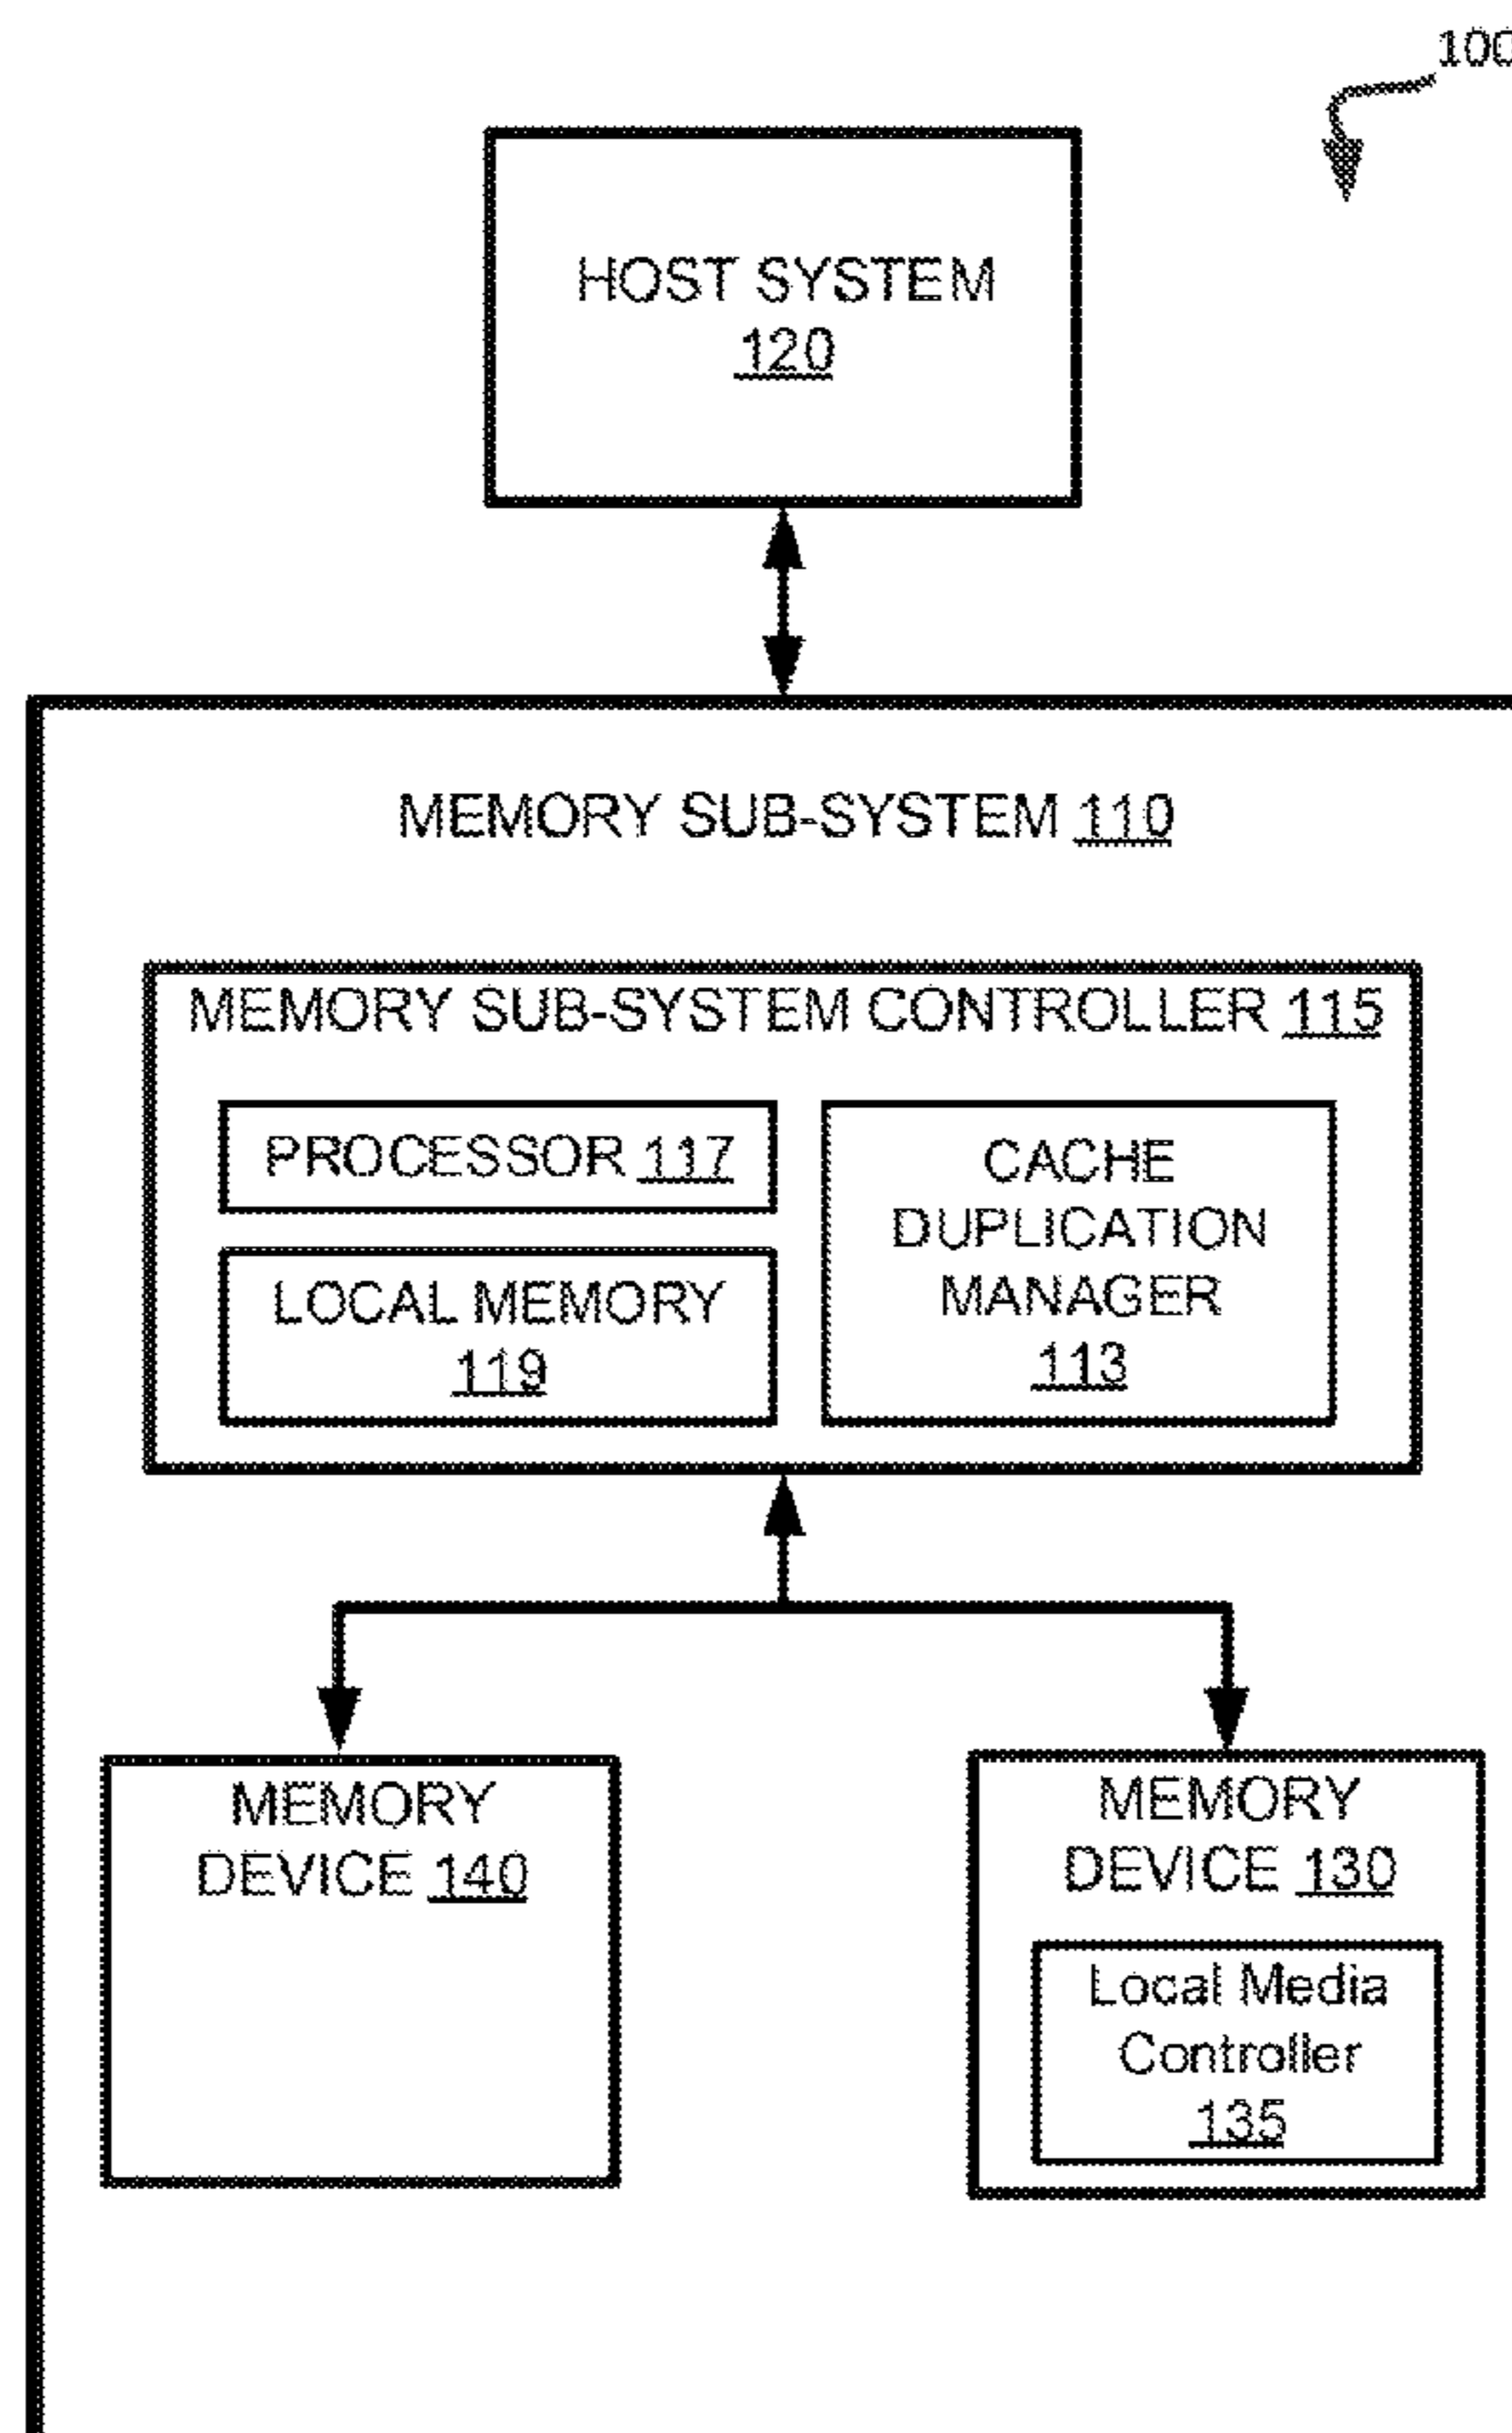 100
HOST SYSTEM
120
MEMORY SUB-SYSTEM 110
MEMORY SUB-SYSTEM CONTROLLER 115
PROCESSOR 117
LOCAL MEMORY
119
CACHE
DUPLICATION
MANAGER
113
MEMORY
DEVICE 140
MEMORY
DEVICE 130
Local Media
Controller
135